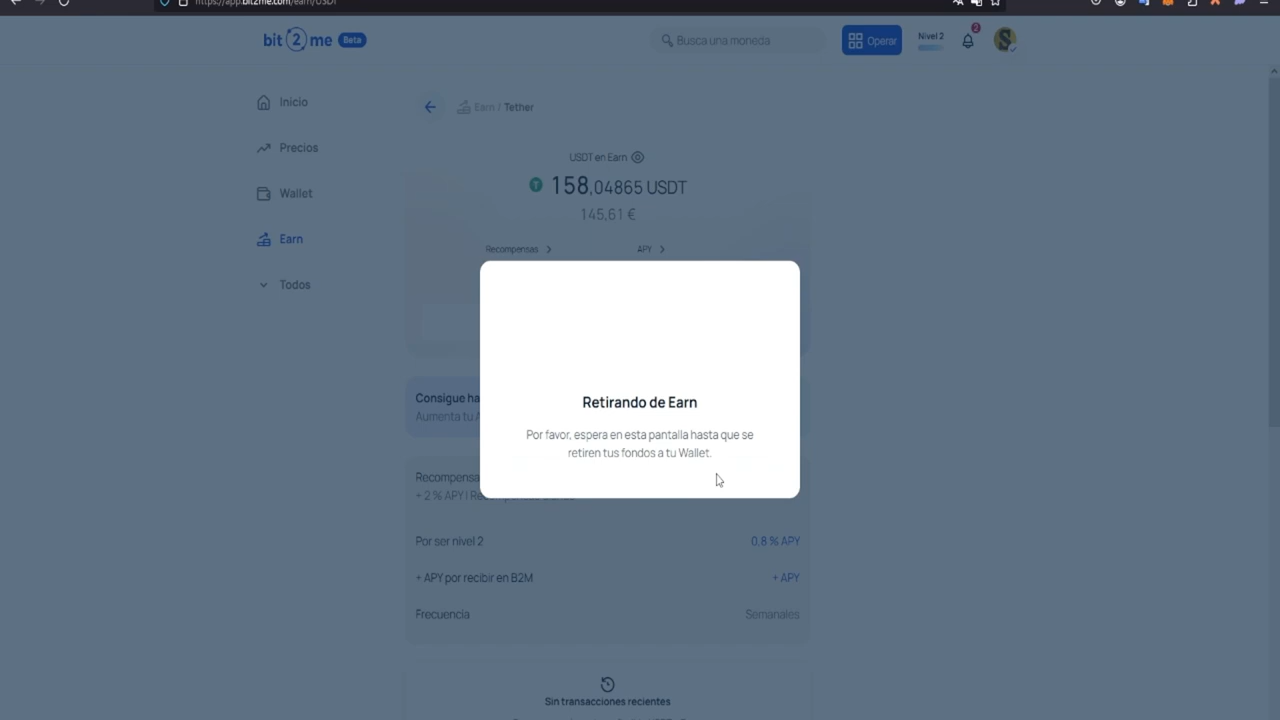 https://app.bit2me.com/earn/USDT
bit2me Beta
Busca una moneda
Operar
Nivel 2
2
Inicio
Precios
Wallet
Earn
Todos
Earn / Tether
USDT en Earn
158,04865 USDT
145,61 €
Recompensas
APY
Retirando de Earn
Por favor, espera en esta pantalla hasta que se
retiren tus fondos a tu Wallet.
Consigue ha
Aumenta tu
Recompensa
+ 2 % APY |
Por ser nivel 2
0,8 % APY
+ APY por recibir en B2M
+ APY
Frecuencia
Semanales
Sin transacciones recientes